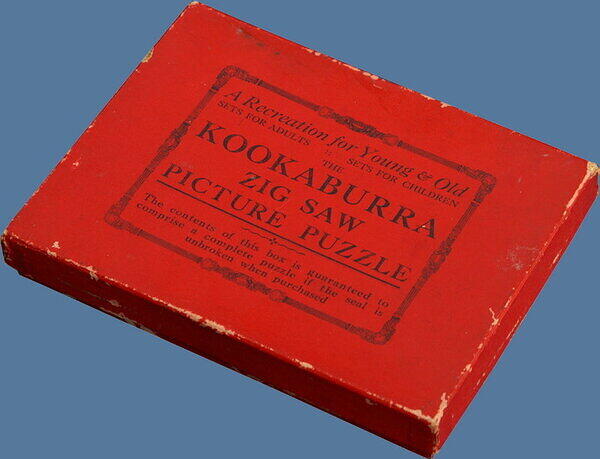 A Recreation for Young & Old
SETS FOR ADULTS :: SETS FOR CHILDREN
THE
KOOKABURRA
ZIG SAW
PICTURE PUZZLE
The contents of this box is guaranteed to
comprise a complete puzzle if the seal is
unbroken when purchased